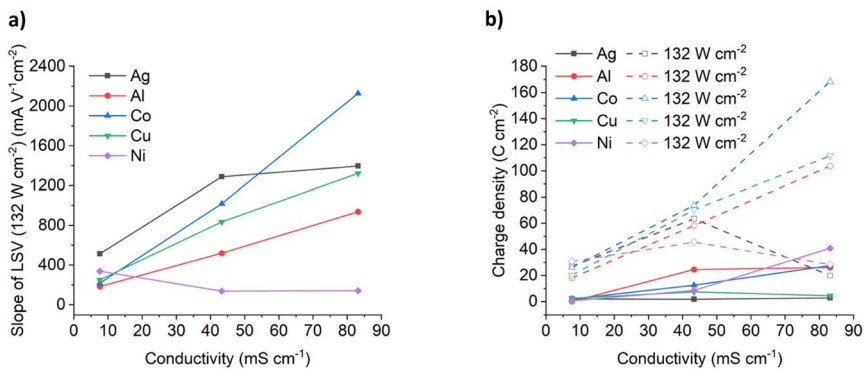 a)
Slope of LSV (132 W cm⁻²) (mA V⁻¹cm⁻²)
2400
2000
1600
1200
800
400
0
Ag
Al
Co
Cu
Ni
0 10 20 30 40 50 60 70 80 90
Conductivity (mS cm⁻¹)
b)
Charge density (C cm⁻²)
Ag 132 W cm⁻²
Al 132 W cm⁻²
Co 132 W cm⁻²
Cu 132 W cm⁻²
Ni 132 W cm⁻²
180
160
140
120
100
80
60
40
20
0
0 10 20 30 40 50 60 70 80 90
Conductivity (mS cm⁻¹)